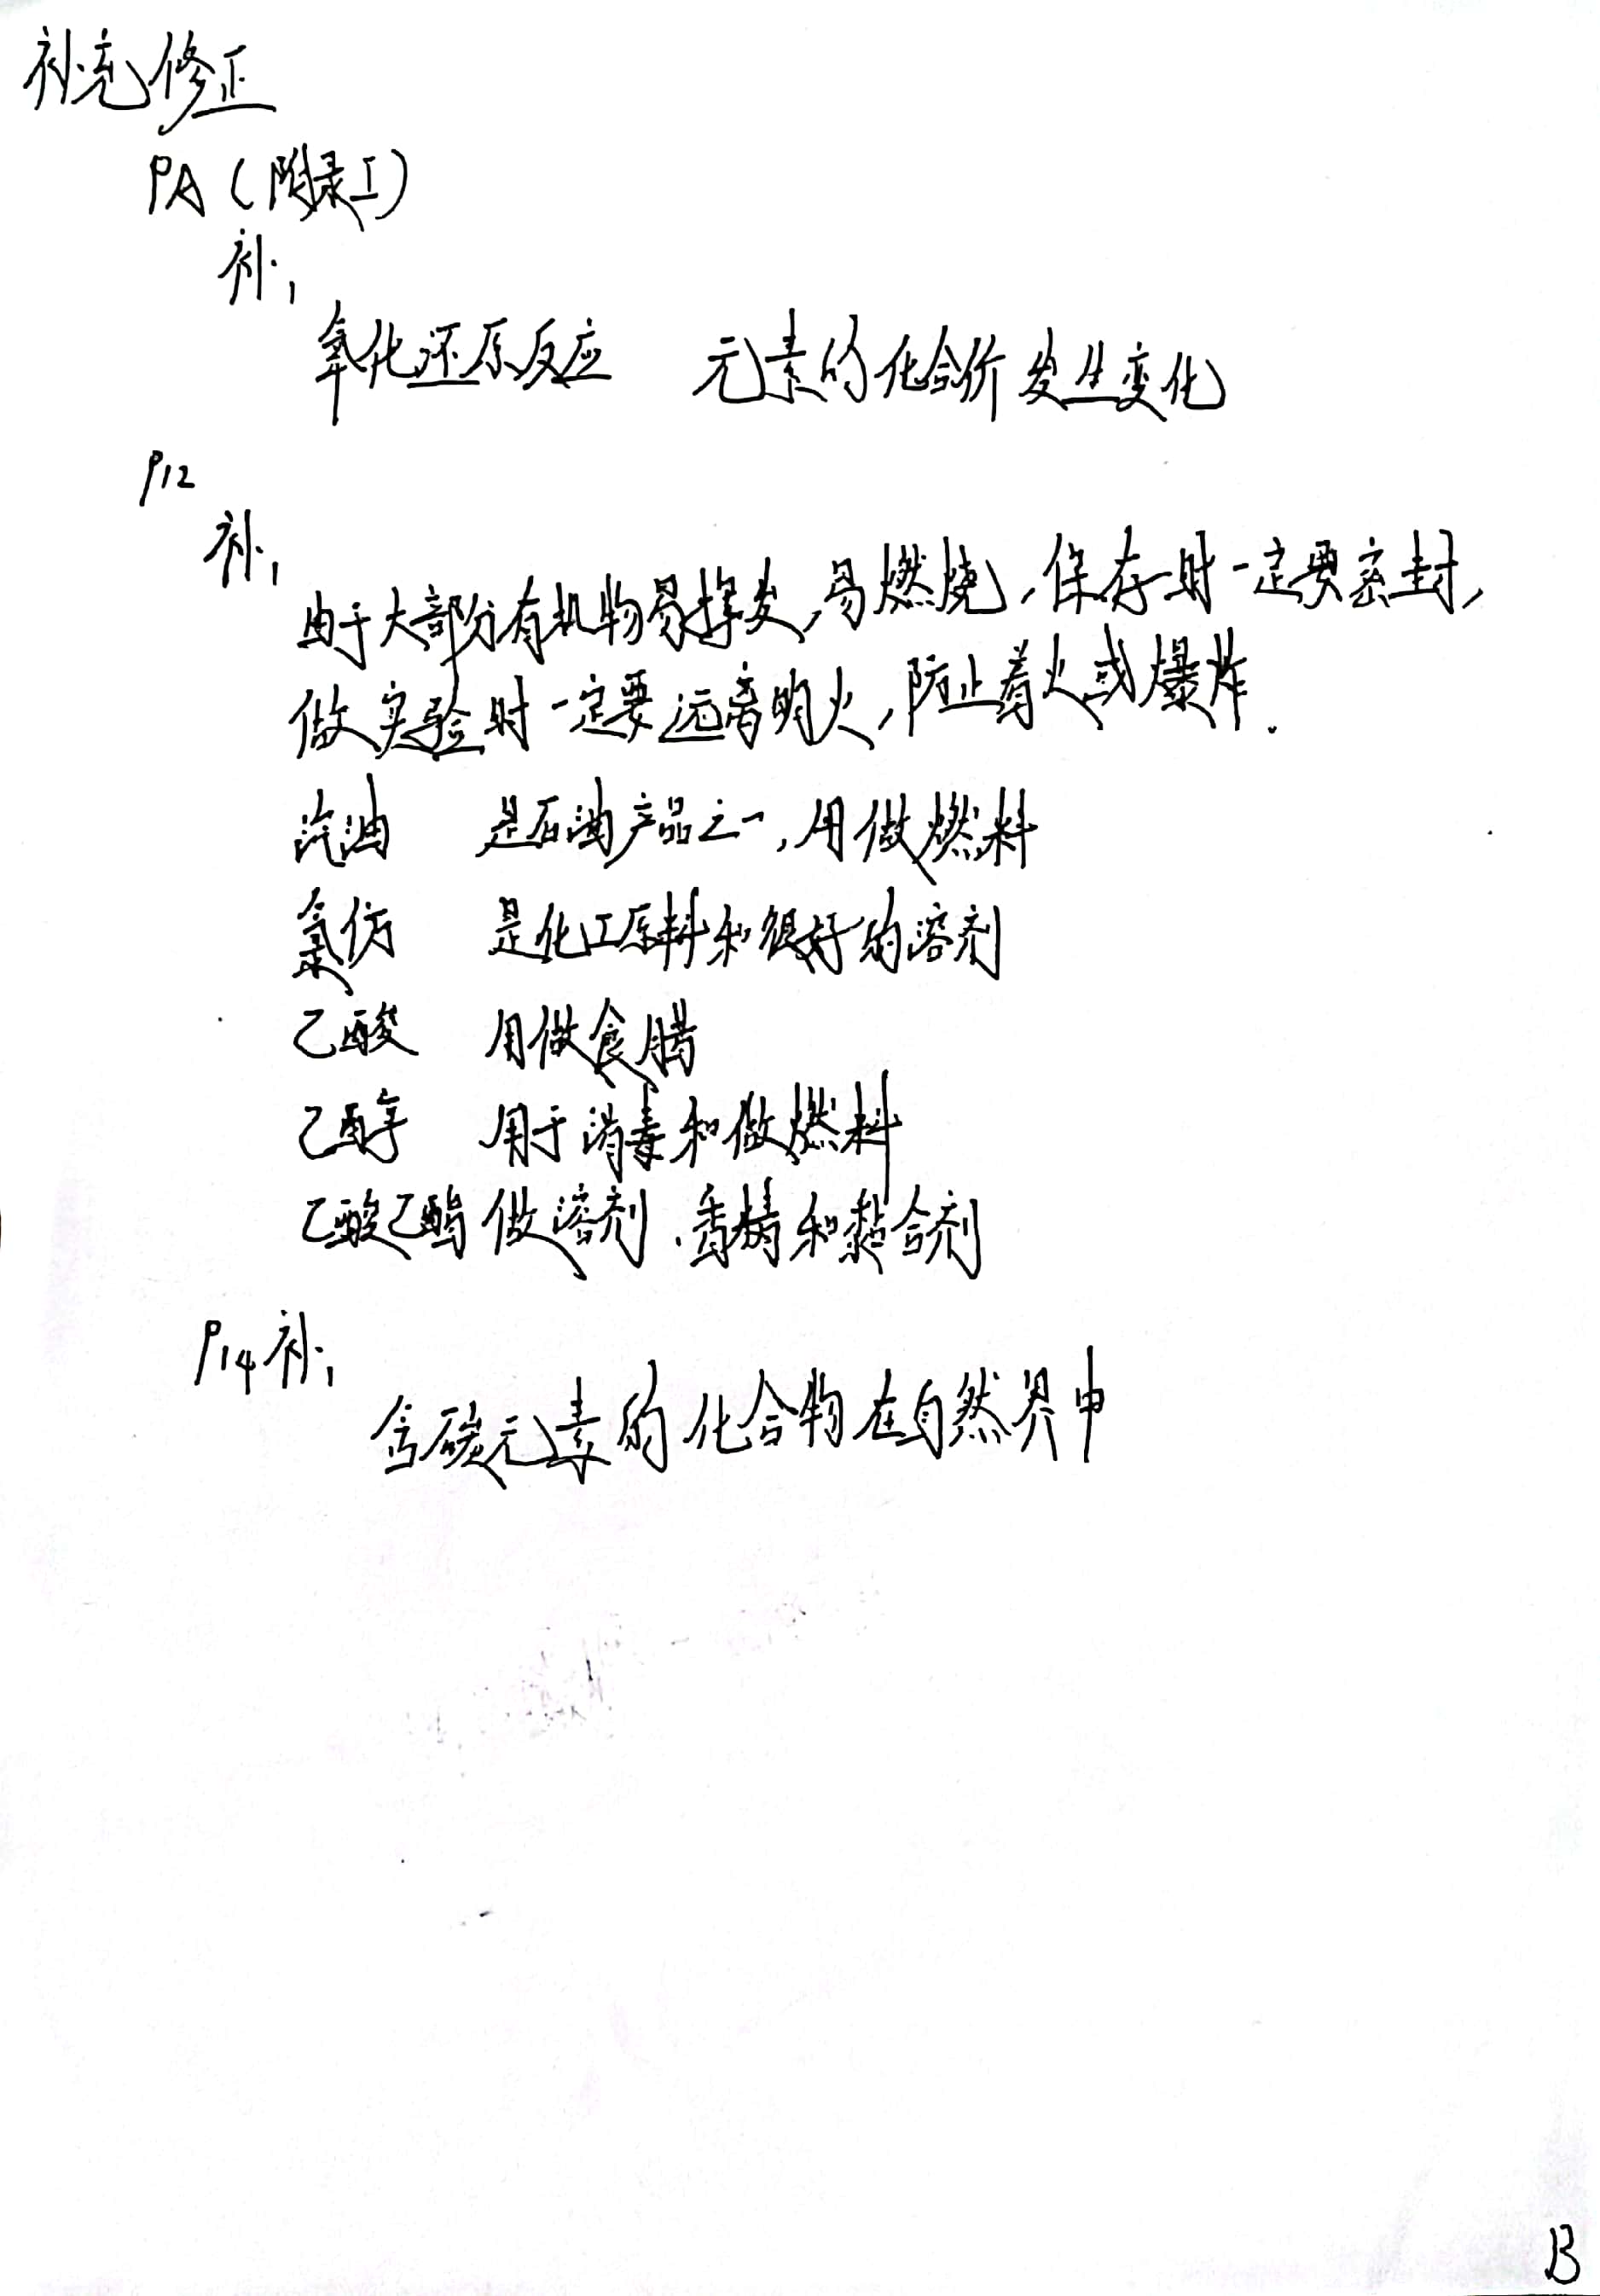 补充修正
PA（附录I）
补:
氧化还原反应 元素的化合价发生变化
P12
补:
由于大部分有机物易挥发,易燃烧,保存时一定要密封,
做实验时一定要远离明火,防止着火或爆炸.
汽油 是石油产品之一,用做燃料
氯仿 是化工原料和很好的溶剂
乙酸 用做食腊
乙醇 用于消毒和做燃料
乙酸乙酯 做溶剂、香精和黏合剂
P14补:
含碳元素的化合物在自然界中
B